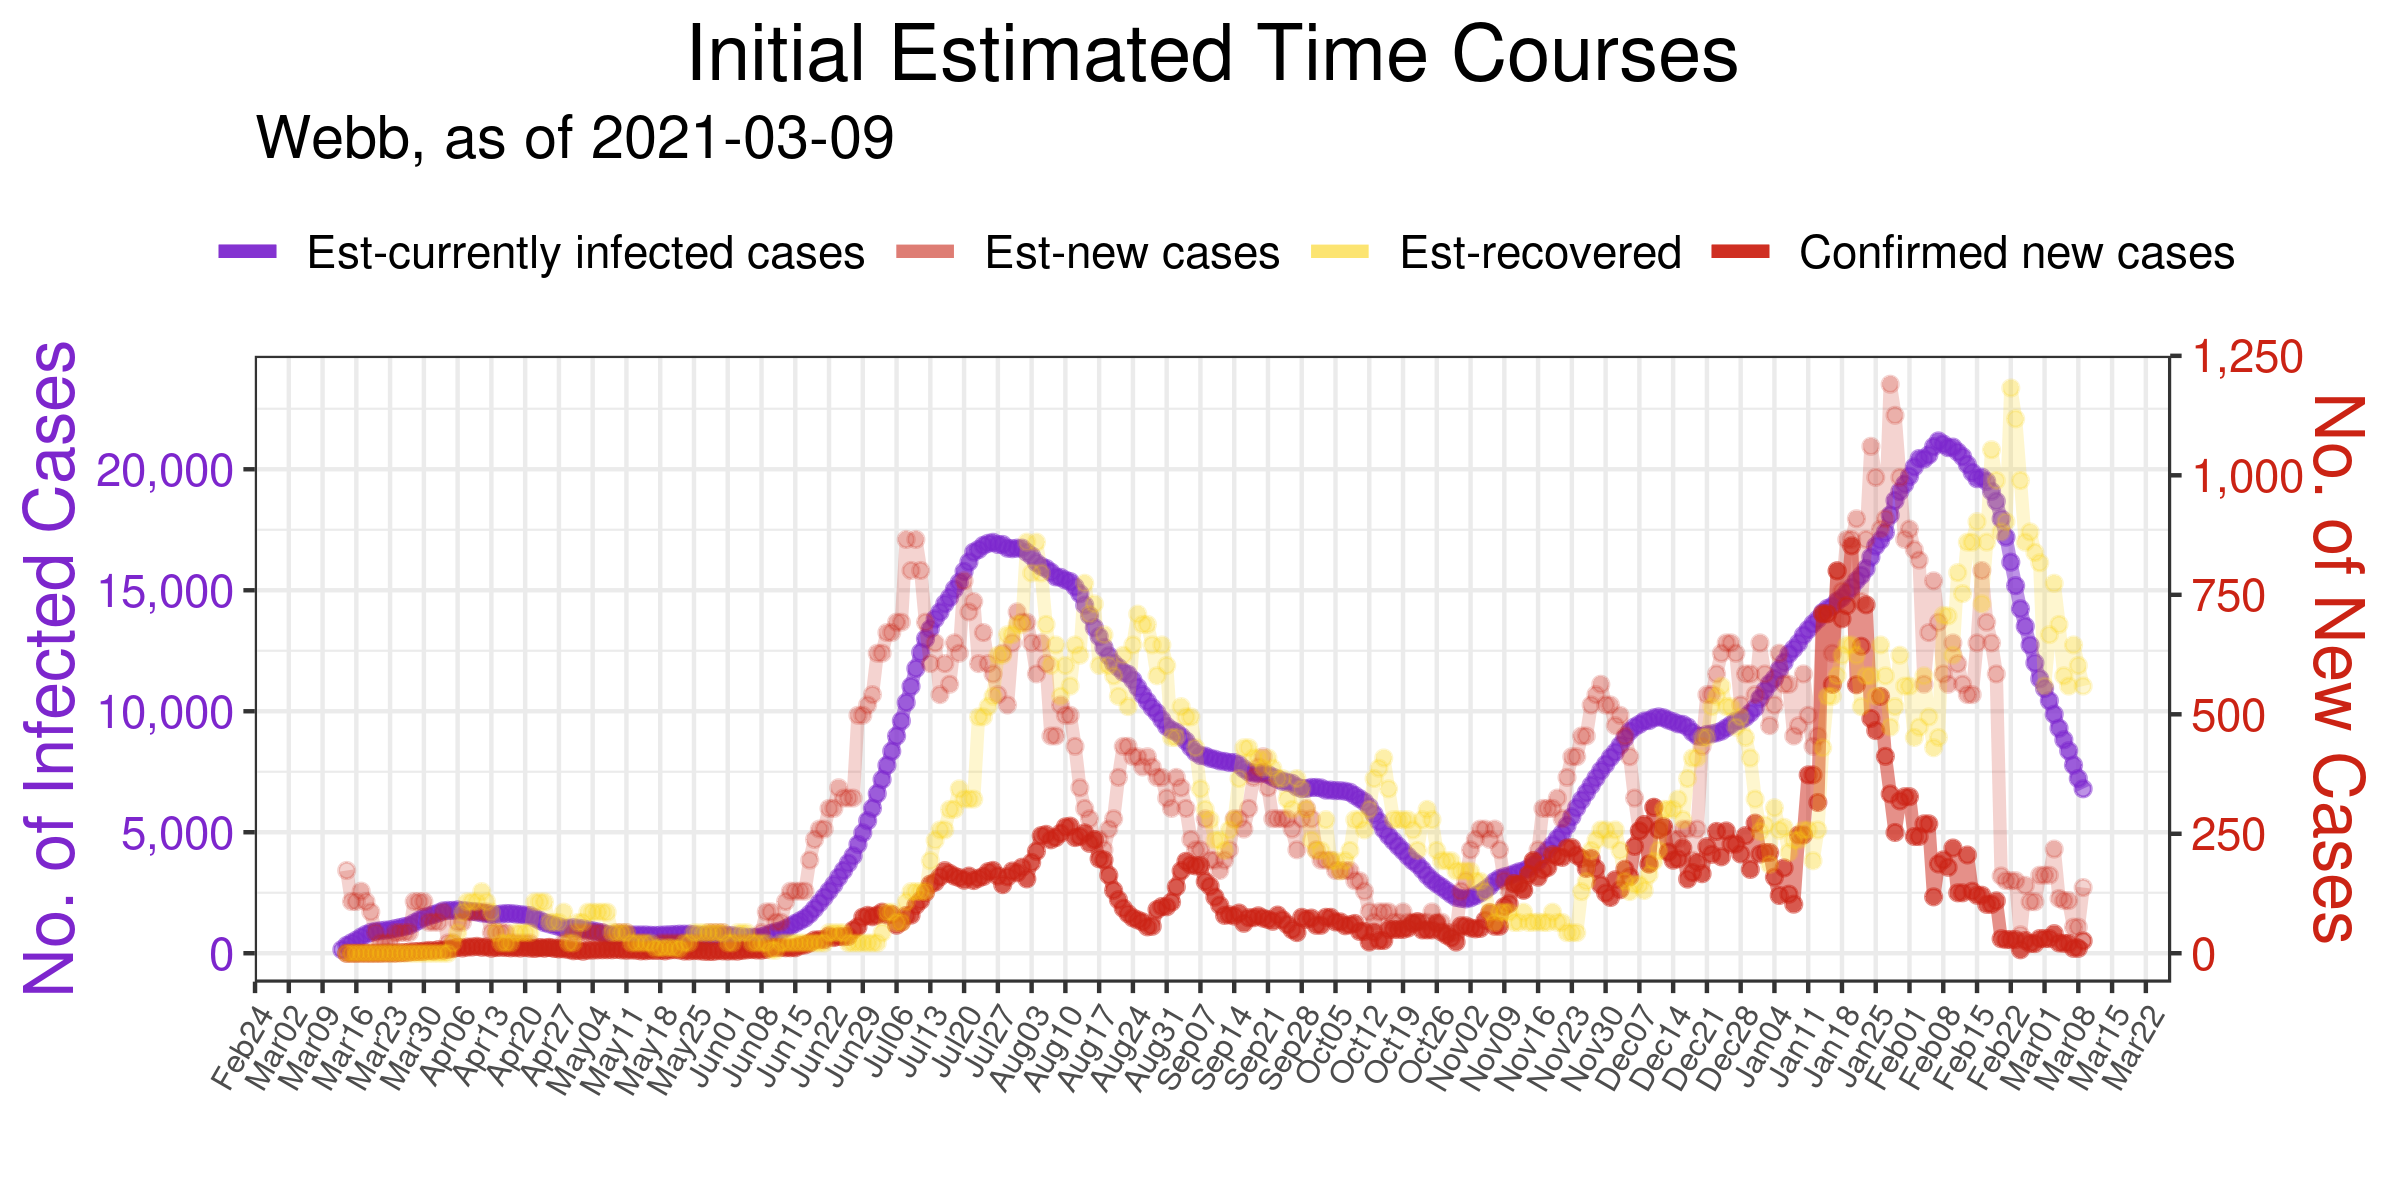 Initial Estimated Time Courses
Webb, as of 2021-03-09
Est-currently infected cases Est-new cases Est-recovered Confirmed new cases
No. of Infected Cases
20,000
15,000
10,000
5,000
0
1,250
1,000
750
500
250
0
No. of New Cases
Feb24 Mar02 Mar09 Mar16 Mar23 Mar30 Apr06 Apr13 Apr20 Apr27 May04 May11 May18 May25 Jun01 Jun08 Jun15 Jun22 Jun29 Jul06 Jul13 Jul20 Jul27 Aug03 Aug10 Aug17 Aug24 Aug31 Sep07 Sep14 Sep21 Sep28 Oct05 Oct12 Oct19 Oct26 Nov02 Nov09 Nov16 Nov23 Nov30 Dec07 Dec14 Dec21 Dec28 Jan04 Jan11 Jan18 Jan25 Feb01 Feb08 Feb15 Feb22 Mar01 Mar08 Mar15 Mar22